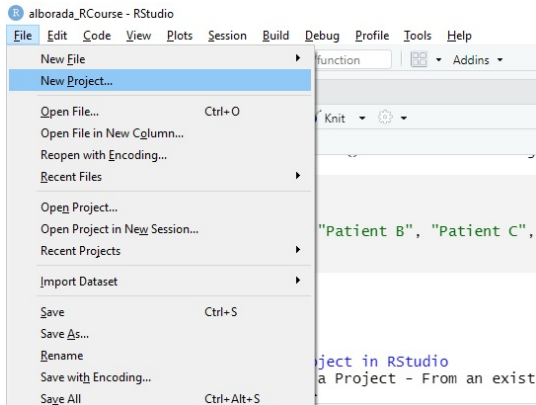 R alborada_RCourse - RStudio
File Edit Code View Plots Session Build Debug Profile Tools Help
New File
function Addins
New Project...
Open File... Ctrl+O
Knit
Open File in New Column...
Reopen with Encoding...
Recent Files
Open Project...
Open Project in New Session...
"Patient B", "Patient C",
Recent Projects
Import Dataset
Save Ctrl+S
Save As...
Rename
oject in RStudio
Save with Encoding...
a Project - From an exist
Save All Ctrl+Alt+S